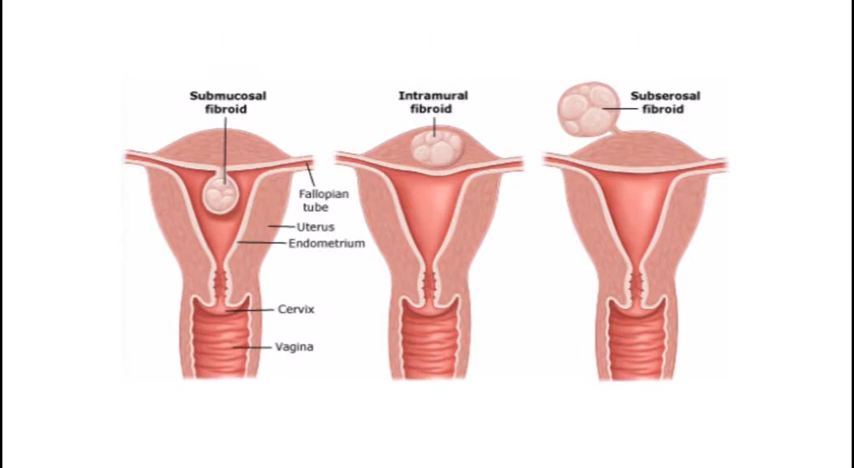 Submucosal
fibroid
Intramural
fibroid
Subserosal
fibroid
Fallopian
tube
Uterus
Endometrium
Cervix
Vagina